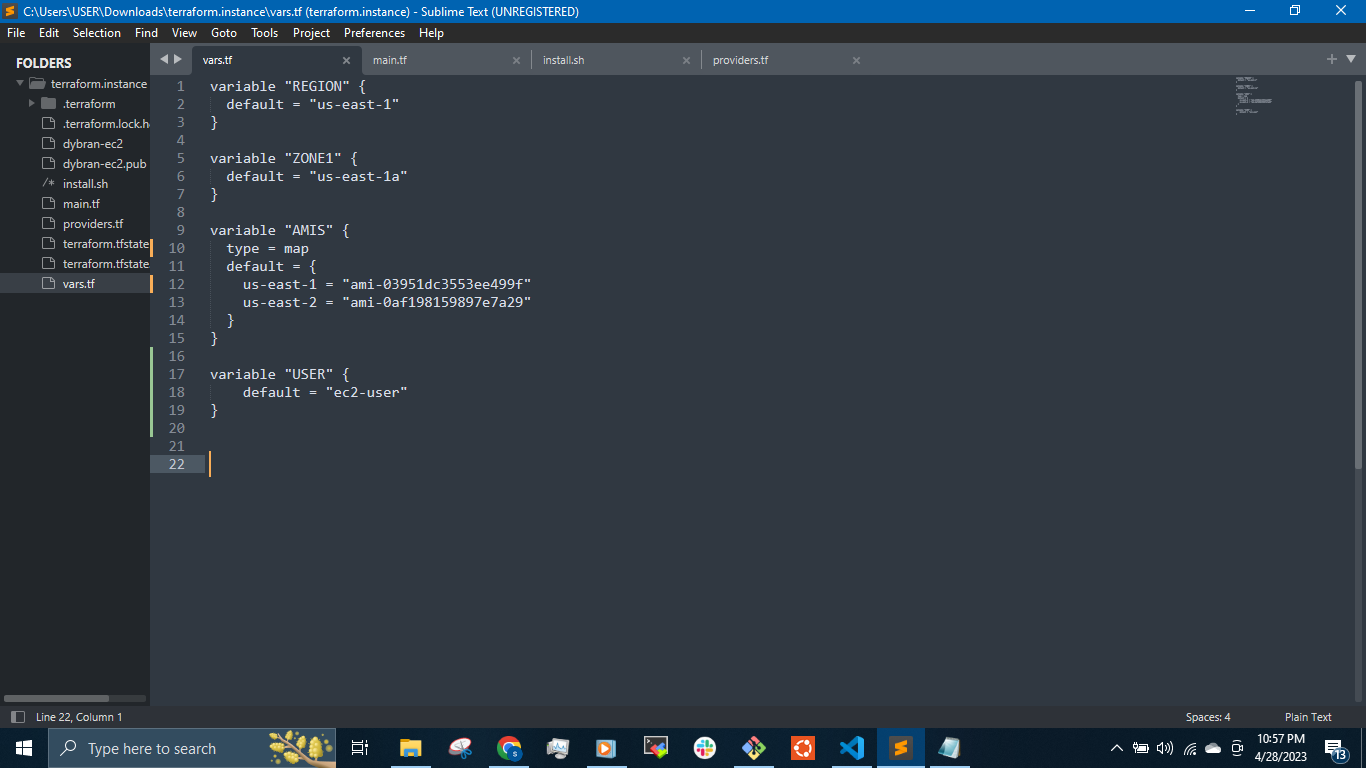 C:\Users\USER\Downloads\terraform.instance\vars.tf (terraform.instance) - Sublime Text (UNREGISTERED)
File Edit Selection Find View Goto Tools Project Preferences Help
FOLDERS
terraform.instance
.terraform
.terraform.lock.h
dybran-ec2
dybran-ec2.pub
/* install.sh
main.tf
providers.tf
terraform.tfstate
terraform.tfstate
vars.tf
vars.tf main.tf install.sh providers.tf
1 variable "REGION" {
2 default = "us-east-1"
3 }
4
5 variable "ZONE1" {
6 default = "us-east-1a"
7 }
8
9 variable "AMIS" {
10 type = map
11 default = {
12 us-east-1 = "ami-03951dc3553ee499f"
13 us-east-2 = "ami-0af198159897e7a29"
14 }
15 }
16
17 variable "USER" {
18 default = "ec2-user"
19 }
20
21
22
Line 22, Column 1
Spaces: 4
Plain Text
Type here to search
10:57 PM
4/28/2023
13